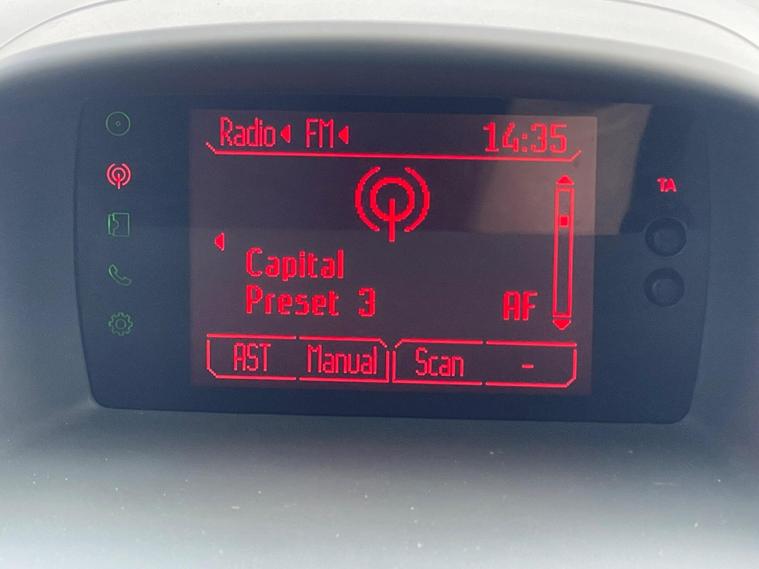 Radio FM 14:35
TA
Capital
Preset 3 AF
AST Manual Scan -